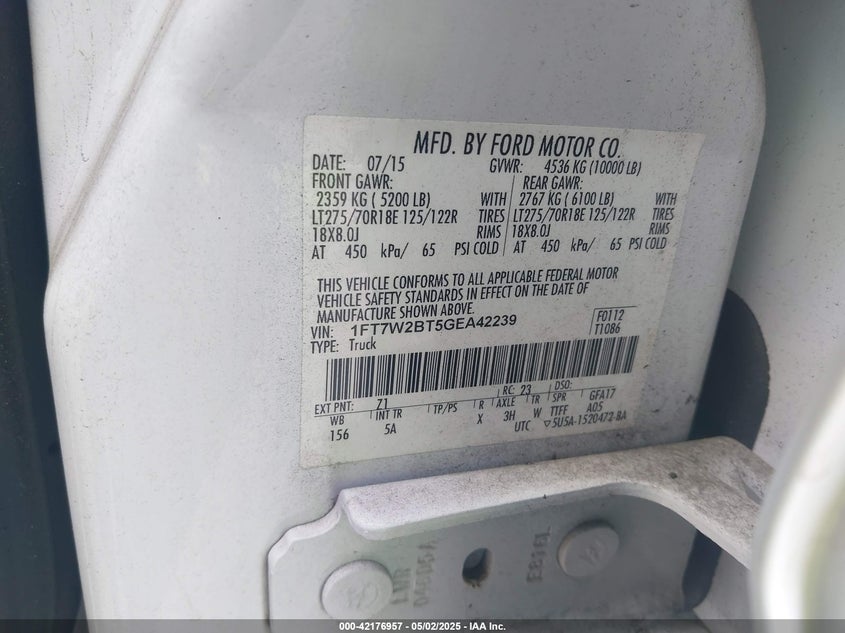 MFD. BY FORD MOTOR CO.
DATE: 07/15 GVWR: 4536 KG (10000 LB)
FRONT GAWR: REAR GAWR:
2359 KG ( 5200 LB) WITH 2767 KG ( 6100 LB) WITH
LT275/70R18E 125/122R TIRES LT275/70R18E 125/122R TIRES
18X8.0J RIMS 18X8.0J RIMS
AT 450 kPa/ 65 PSI COLD AT 450 kPa/ 65 PSI COLD
THIS VEHICLE CONFORMS TO ALL APPLICABLE FEDERAL MOTOR
VEHICLE SAFETY STANDARDS IN EFFECT ON THE DATE OF
MANUFACTURE SHOWN ABOVE.
VIN: 1FT7W2BT5GEA42239 F0112
TYPE: Truck T1086
EXT PNT: Z1 RC: 23 DSO:
WB INT TR TP/PS R AXLE TR SPR GFA17
156 5A X 3H W TTFF A05
UTC ▽5U5A-1520472-BA
000-42176957 - 05/02/2025 - IAA Inc.